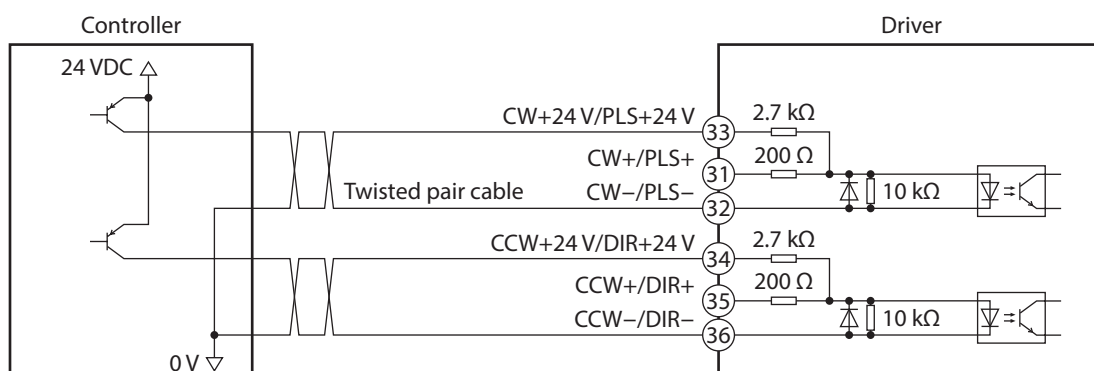 Controller
Driver
24 VDC
CW+24 V/PLS+24 V
33
2.7 kΩ
CW+/PLS+
31
200 Ω
Twisted pair cable
CW−/PLS−
32
10 kΩ
CCW+24 V/DIR+24 V
34
2.7 kΩ
CCW+/DIR+
35
200 Ω
CCW−/DIR−
36
10 kΩ
0 V